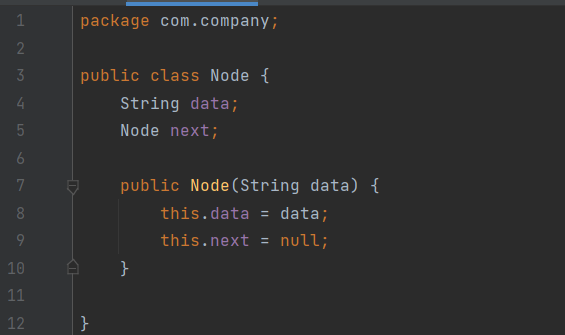 1 package com.company;
2
3 public class Node {
4     String data;
5     Node next;
6
7     public Node(String data) {
8         this.data = data;
9         this.next = null;
10     }
11
12 }